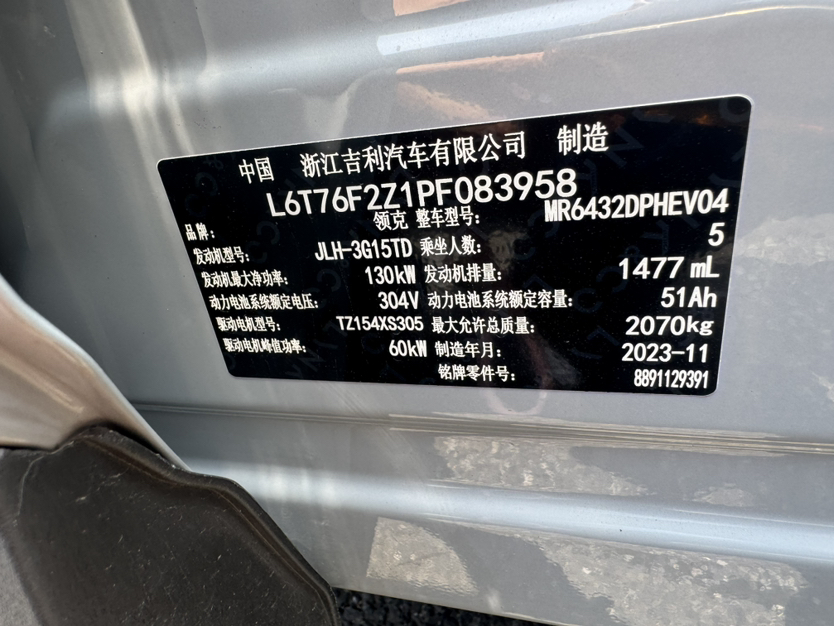 中国 浙江吉利汽车有限公司 制造
L6T76F2Z1PF083958
品牌: 领克 整车型号: MR6432DPHEV04
发动机型号: JLH-3G15TD 乘坐人数: 5
发动机最大净功率: 130kW 发动机排量: 1477 mL
动力电池系统额定电压: 304V 动力电池系统额定容量: 51Ah
驱动电机型号: TZ154XS305 最大允许总质量: 2070kg
驱动电机峰值功率: 60kW 制造年月: 2023-11
铭牌零件号: 8891129391